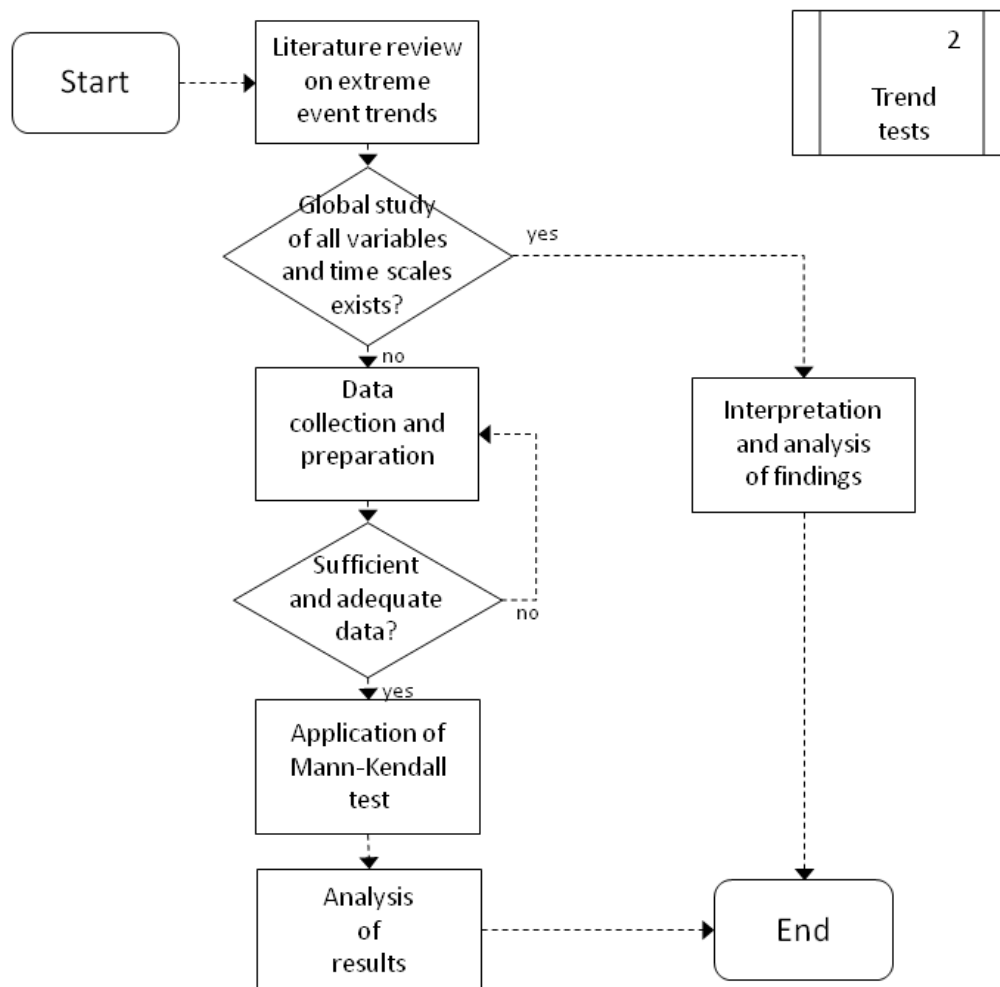 Start
Literature review
on extreme
event trends
2
Trend
tests
Global study
of all variables
and time scales
exists?
yes
no
Data
collection and
preparation
Interpretation
and analysis
of findings
Sufficient
and adequate
data?
no
yes
Application of
Mann-Kendall
test
Analysis
of
results
End